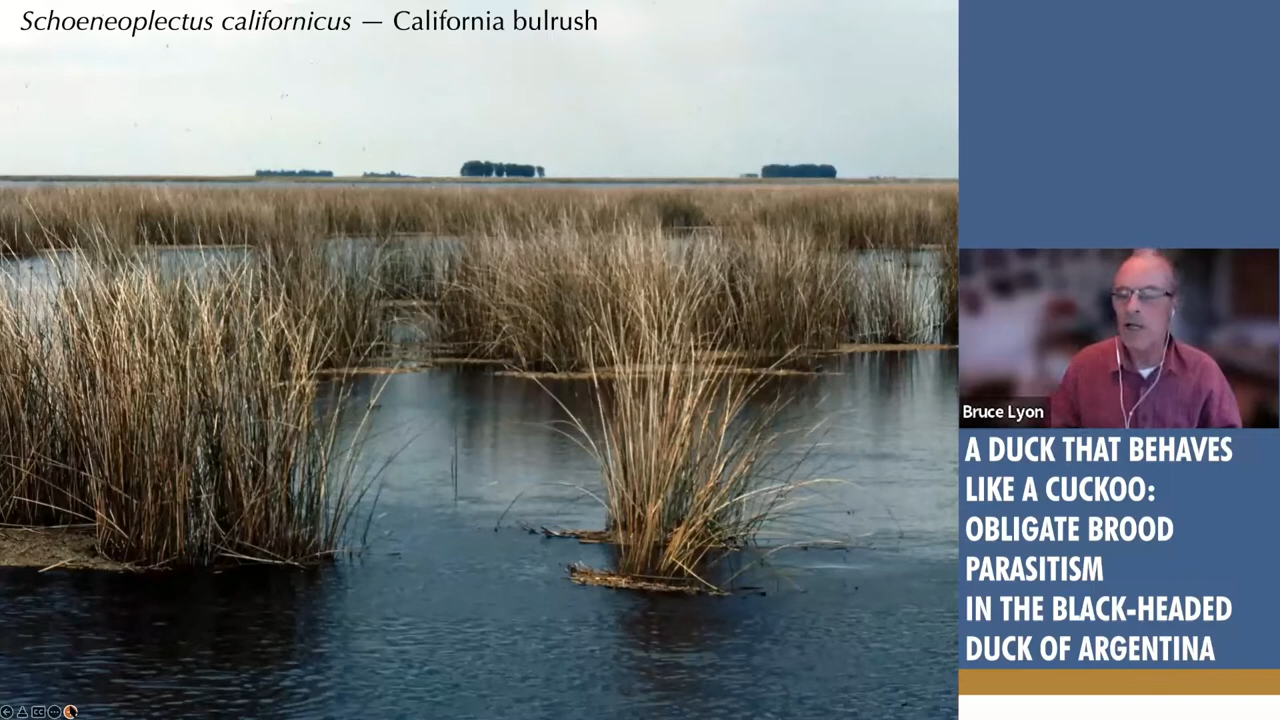 Schoeneoplectus californicus — California bulrush
Bruce Lyon
A DUCK THAT BEHAVES
LIKE A CUCKOO:
OBLIGATE BROOD
PARASITISM
IN THE BLACK-HEADED
DUCK OF ARGENTINA